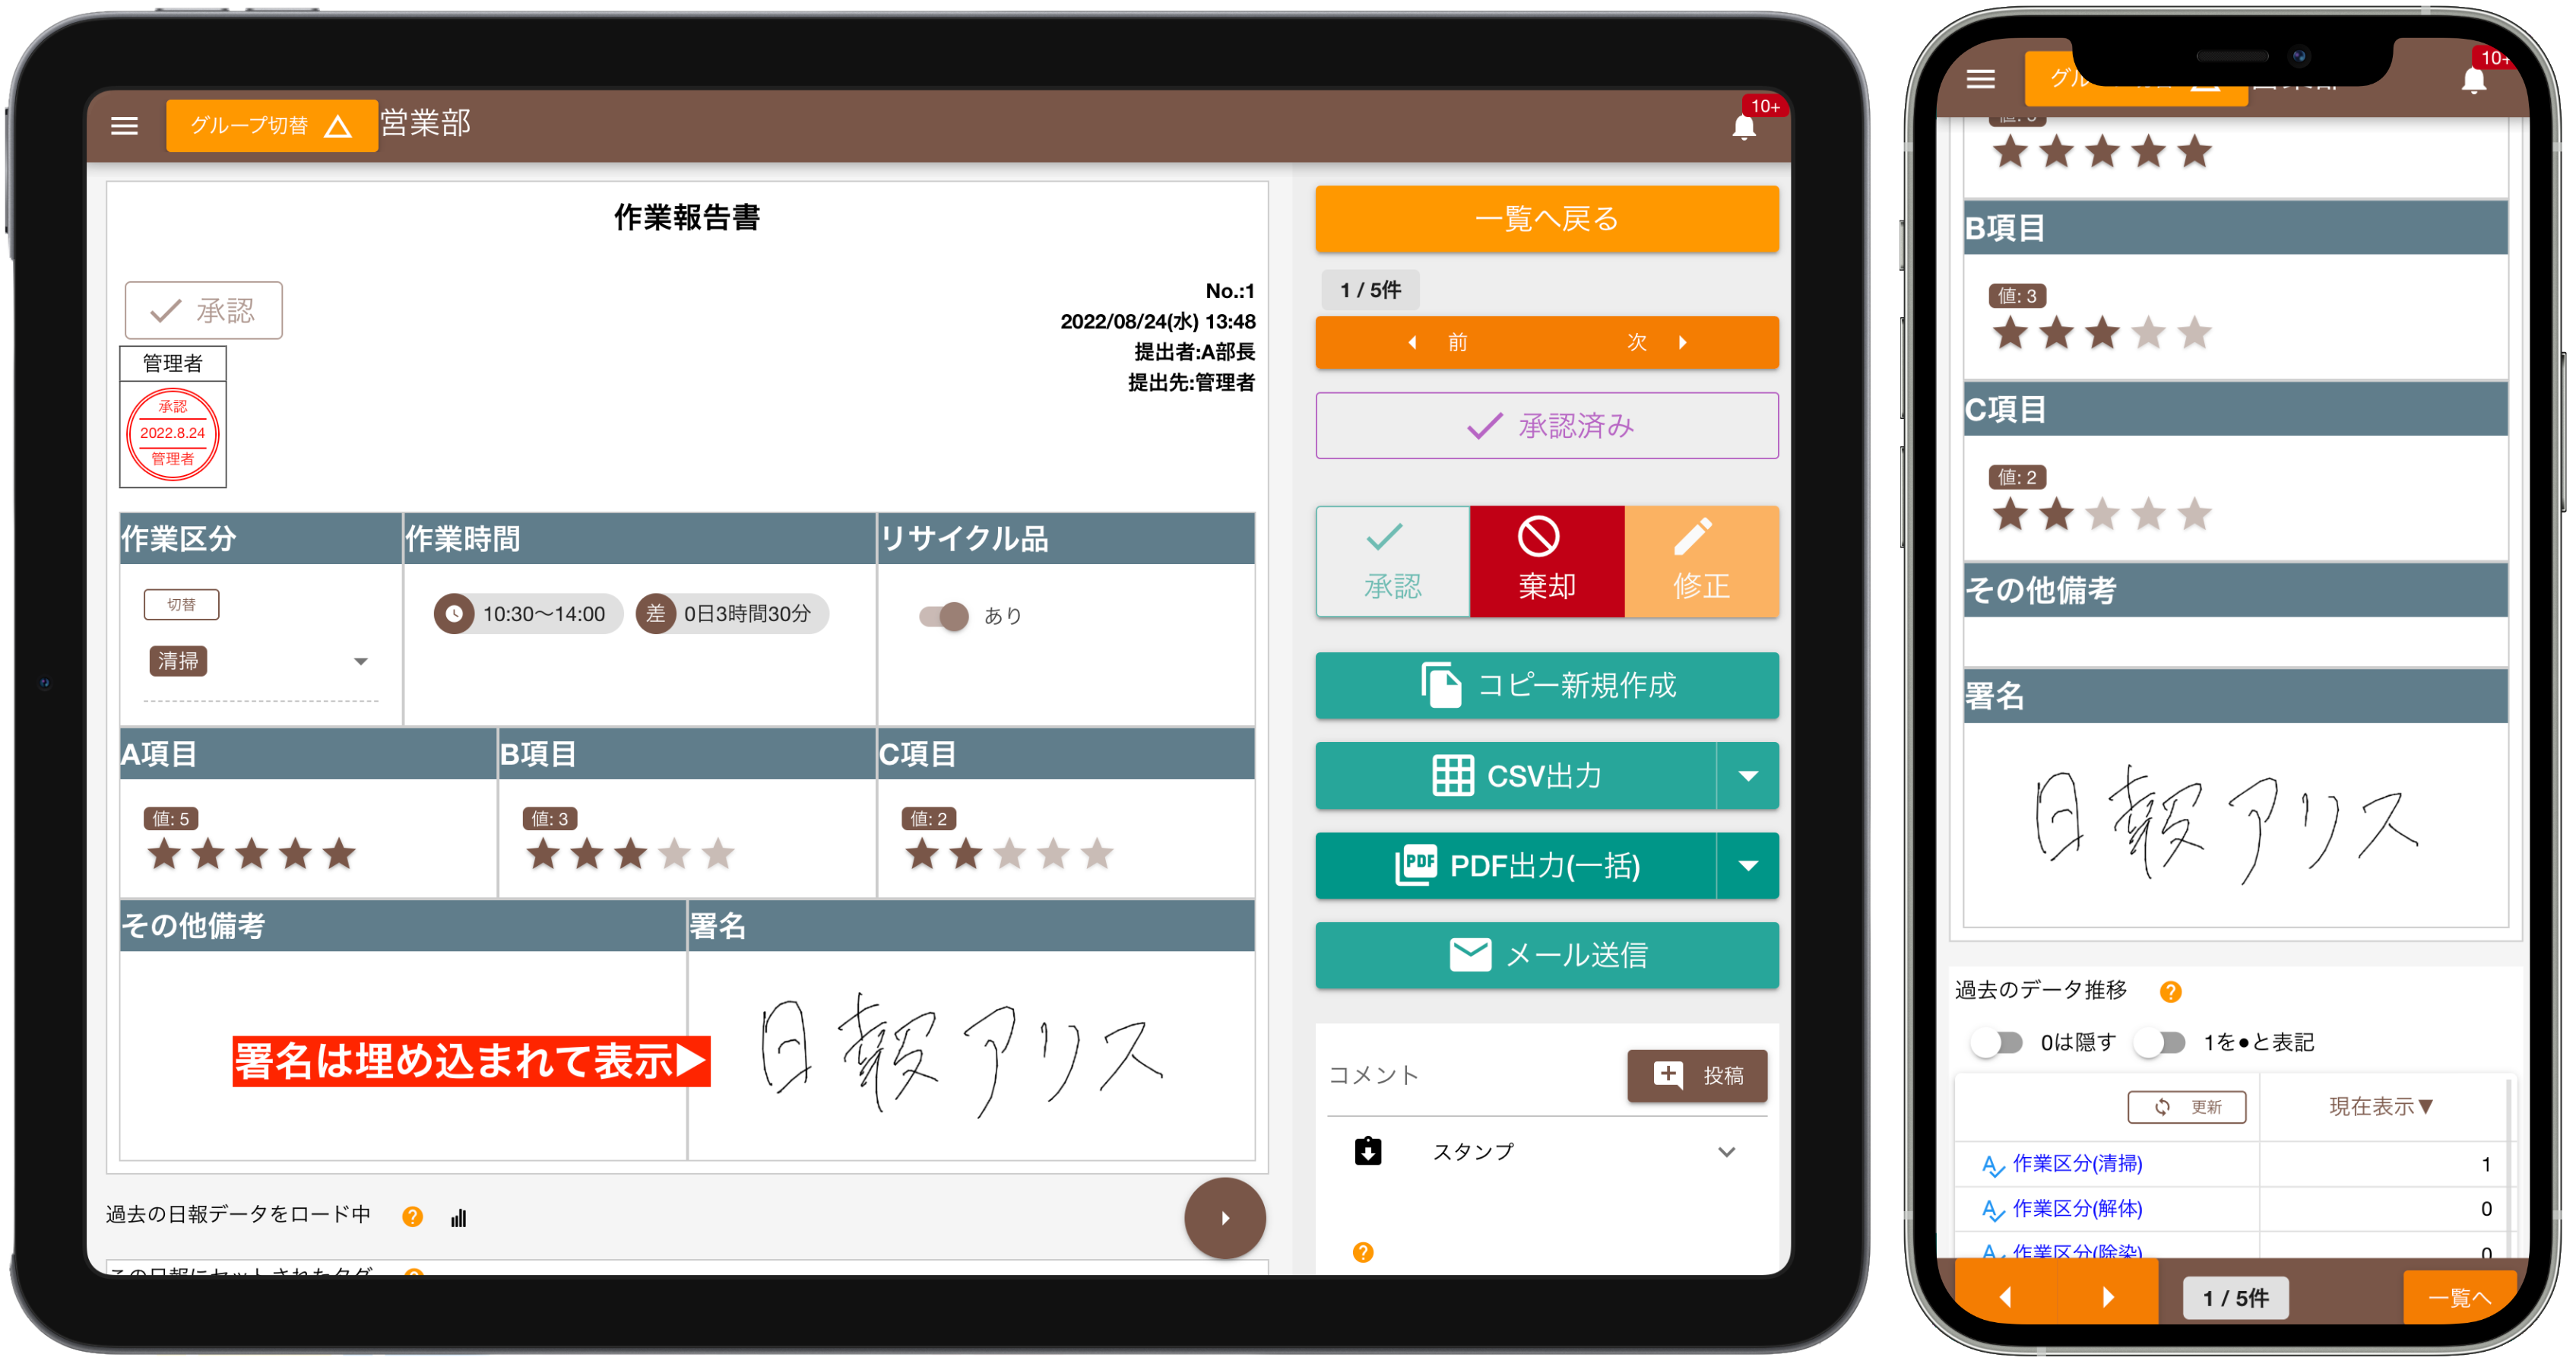 グループ切替
営業部
10+
作業報告書
承認
No.:1
2022/08/24(水) 13:48
提出者:A部長
提出先:管理者
管理者
承認
2022.8.24
管理者
作業区分
作業時間
リサイクル品
切替
清掃
10:30〜14:00
差
0日3時間30分
あり
A項目
B項目
C項目
値: 5
値: 3
値: 2
その他備考
署名
署名は埋め込まれて表示▶
日報アリス
過去の日報データをロード中
この日報にセットされたタグ
一覧へ戻る
1 / 5件
前
次
承認済み
承認
棄却
修正
コピー新規作成
CSV出力
PDF
PDF出力(一括)
メール送信
コメント
投稿
スタンプ
10+
B項目
値: 3
C項目
値: 2
その他備考
署名
日報アリス
過去のデータ推移
0は隠す
1を●と表記
更新
現在表示▼
作業区分(清掃)
1
作業区分(解体)
0
作業区分(除染)
0
1 / 5件
一覧へ